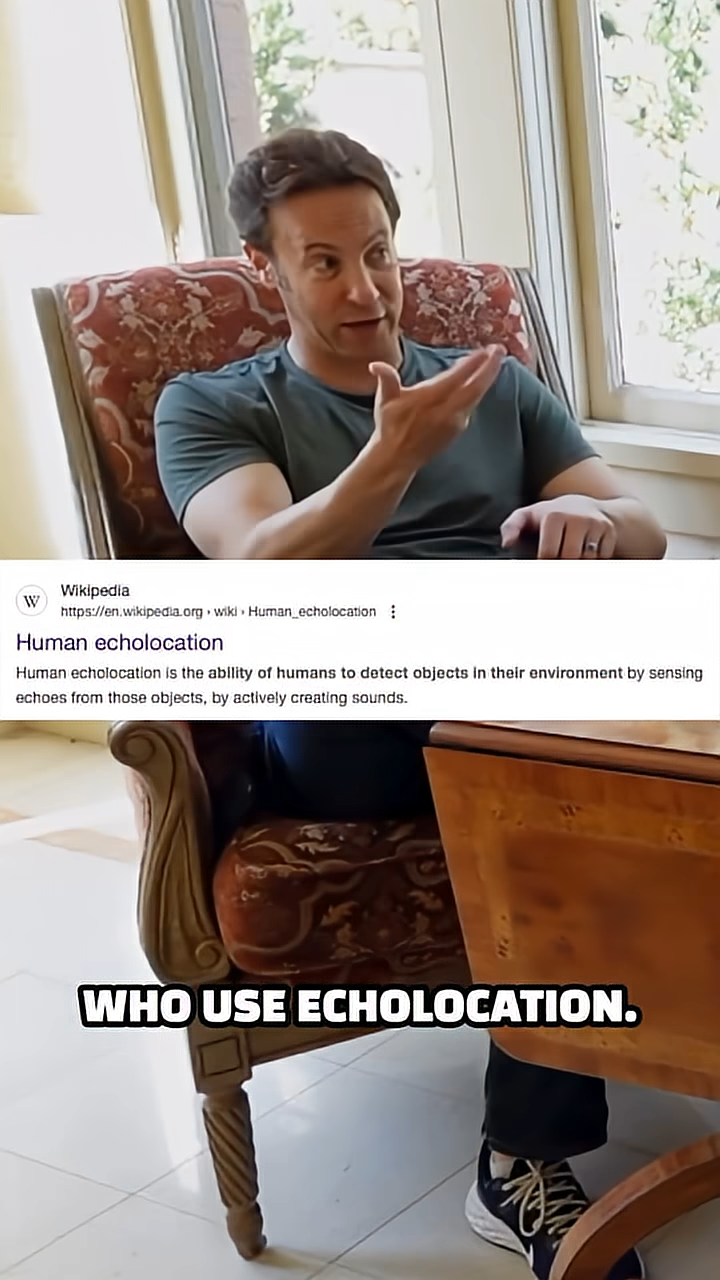 W
Wikipedia
https://en.wikipedia.org › wiki › Human_echolocation
Human echolocation
Human echolocation is the ability of humans to detect objects in their environment by sensing
echoes from those objects, by actively creating sounds.
WHO USE ECHOLOCATION.